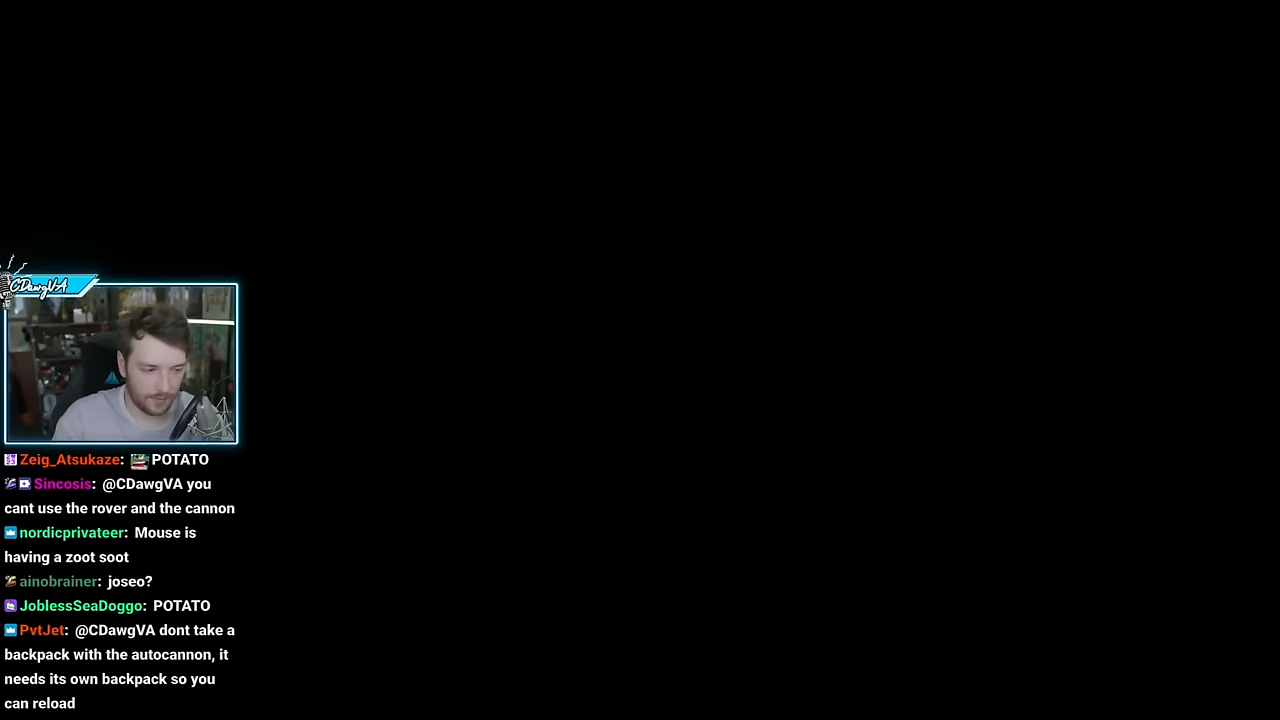 CDawgVA
Zeig_Atsukaze: POTATO
Sincosis: @CDawgVA you
cant use the rover and the cannon
nordicprivateer: Mouse is
having a zoot soot
ainobrainer: joseo?
JoblessSeaDoggo: POTATO
PvtJet: @CDawgVA dont take a
backpack with the autocannon, it
needs its own backpack so you
can reload